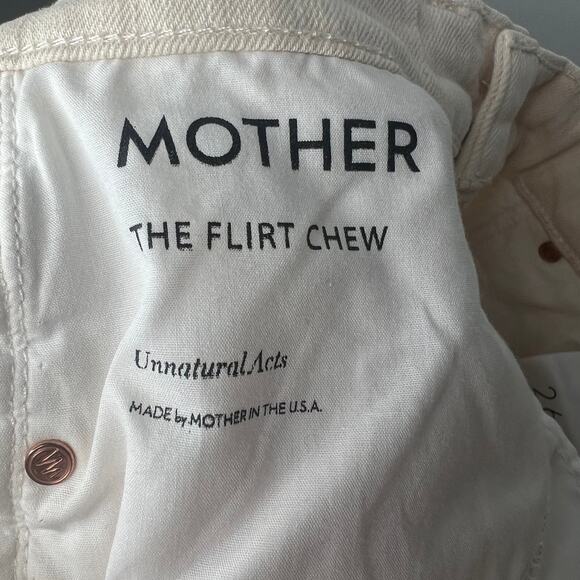 MOTHER
THE FLIRT CHEW
Unnatural Acts
MADE by MOTHER IN THE U.S.A.